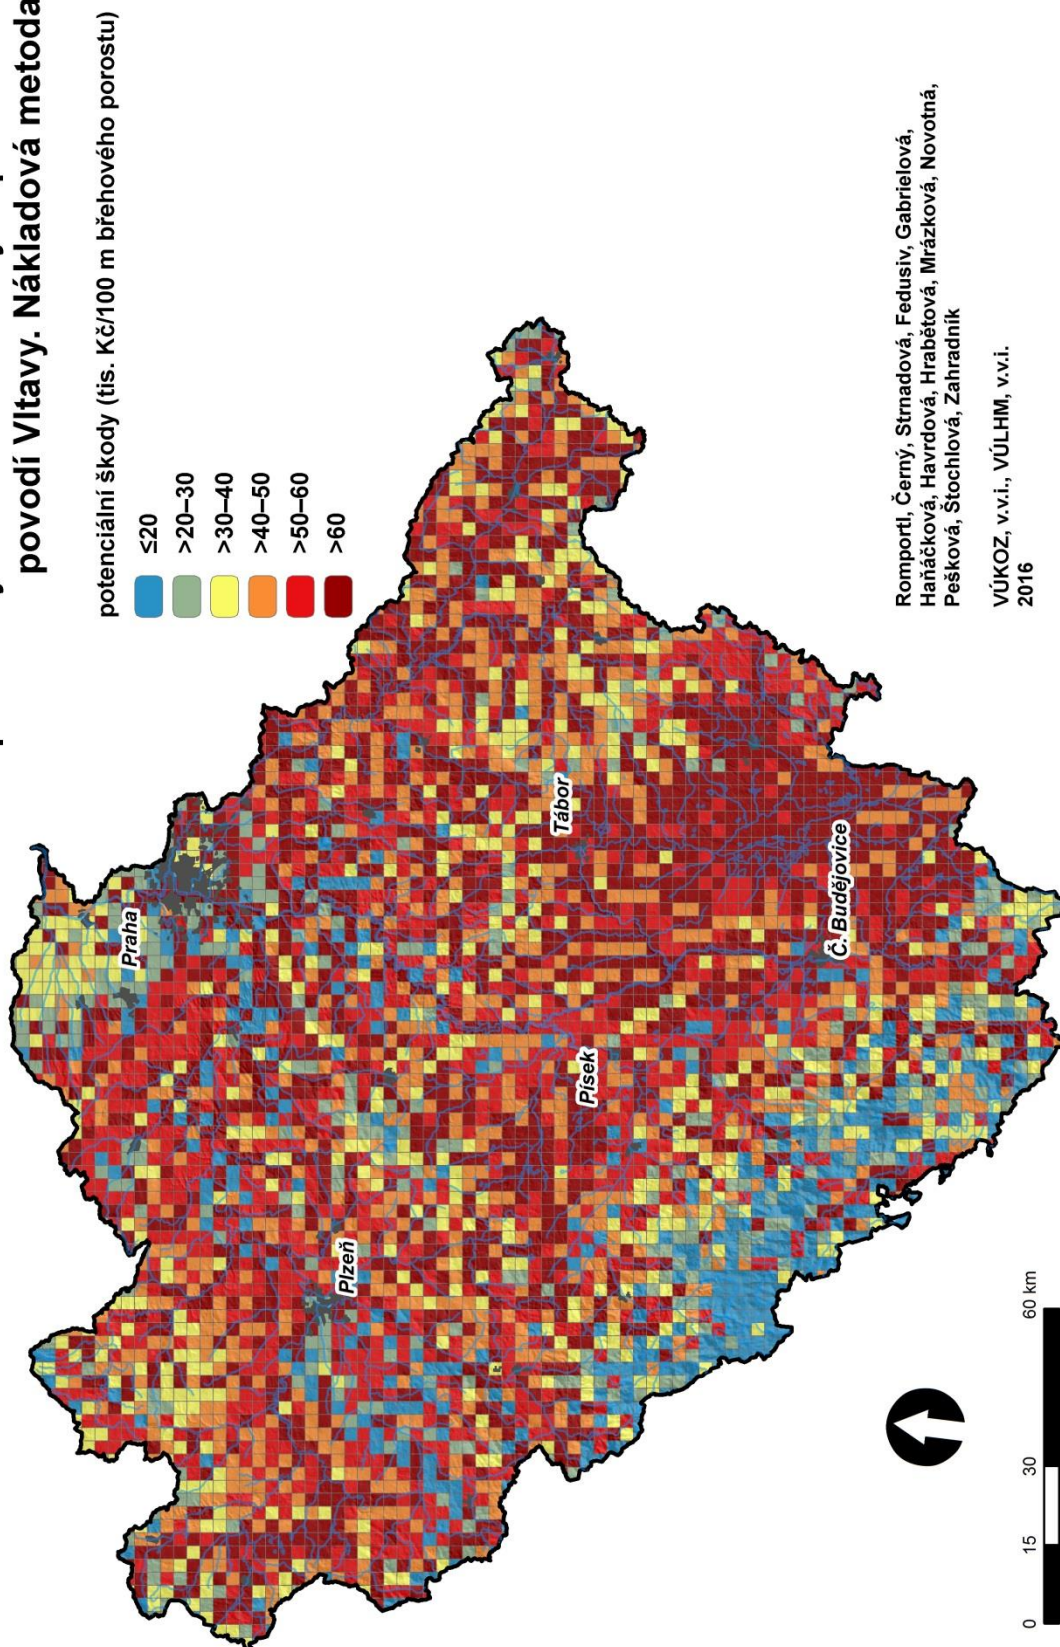 povodí Vltavy. Nákladová metoda
potenciální škody (tis. Kč/100 m břehového porostu)
≤20
>20–30
>30–40
>40–50
>50–60
>60
Praha
Plzeň
Tábor
Písek
Č. Budějovice
Romportl, Černý, Strnadová, Fedusiv, Gabrielová,
Haňáčková, Havrdová, Hrabětová, Mrázková, Novotná,
Pešková, Štochlová, Zahradník
VÚKOZ, v.v.i., VÚLHM, v.v.i.
2016
0 15 30 60 km